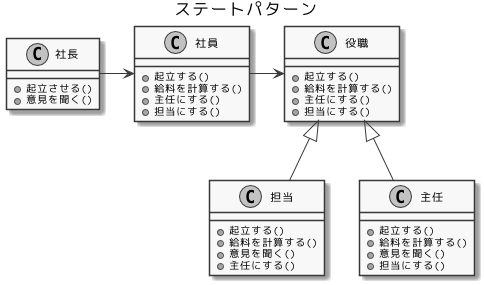 ステートパターン
C 社長
起立させる()
意見を聞く()
C 社員
起立する()
給料を計算する()
主任にする()
担当にする()
C 役職
起立する()
給料を計算する()
主任にする()
担当にする()
C 担当
起立する()
給料を計算する()
意見を聞く()
主任にする()
C 主任
起立する()
給料を計算する()
意見を聞く()
担当にする()